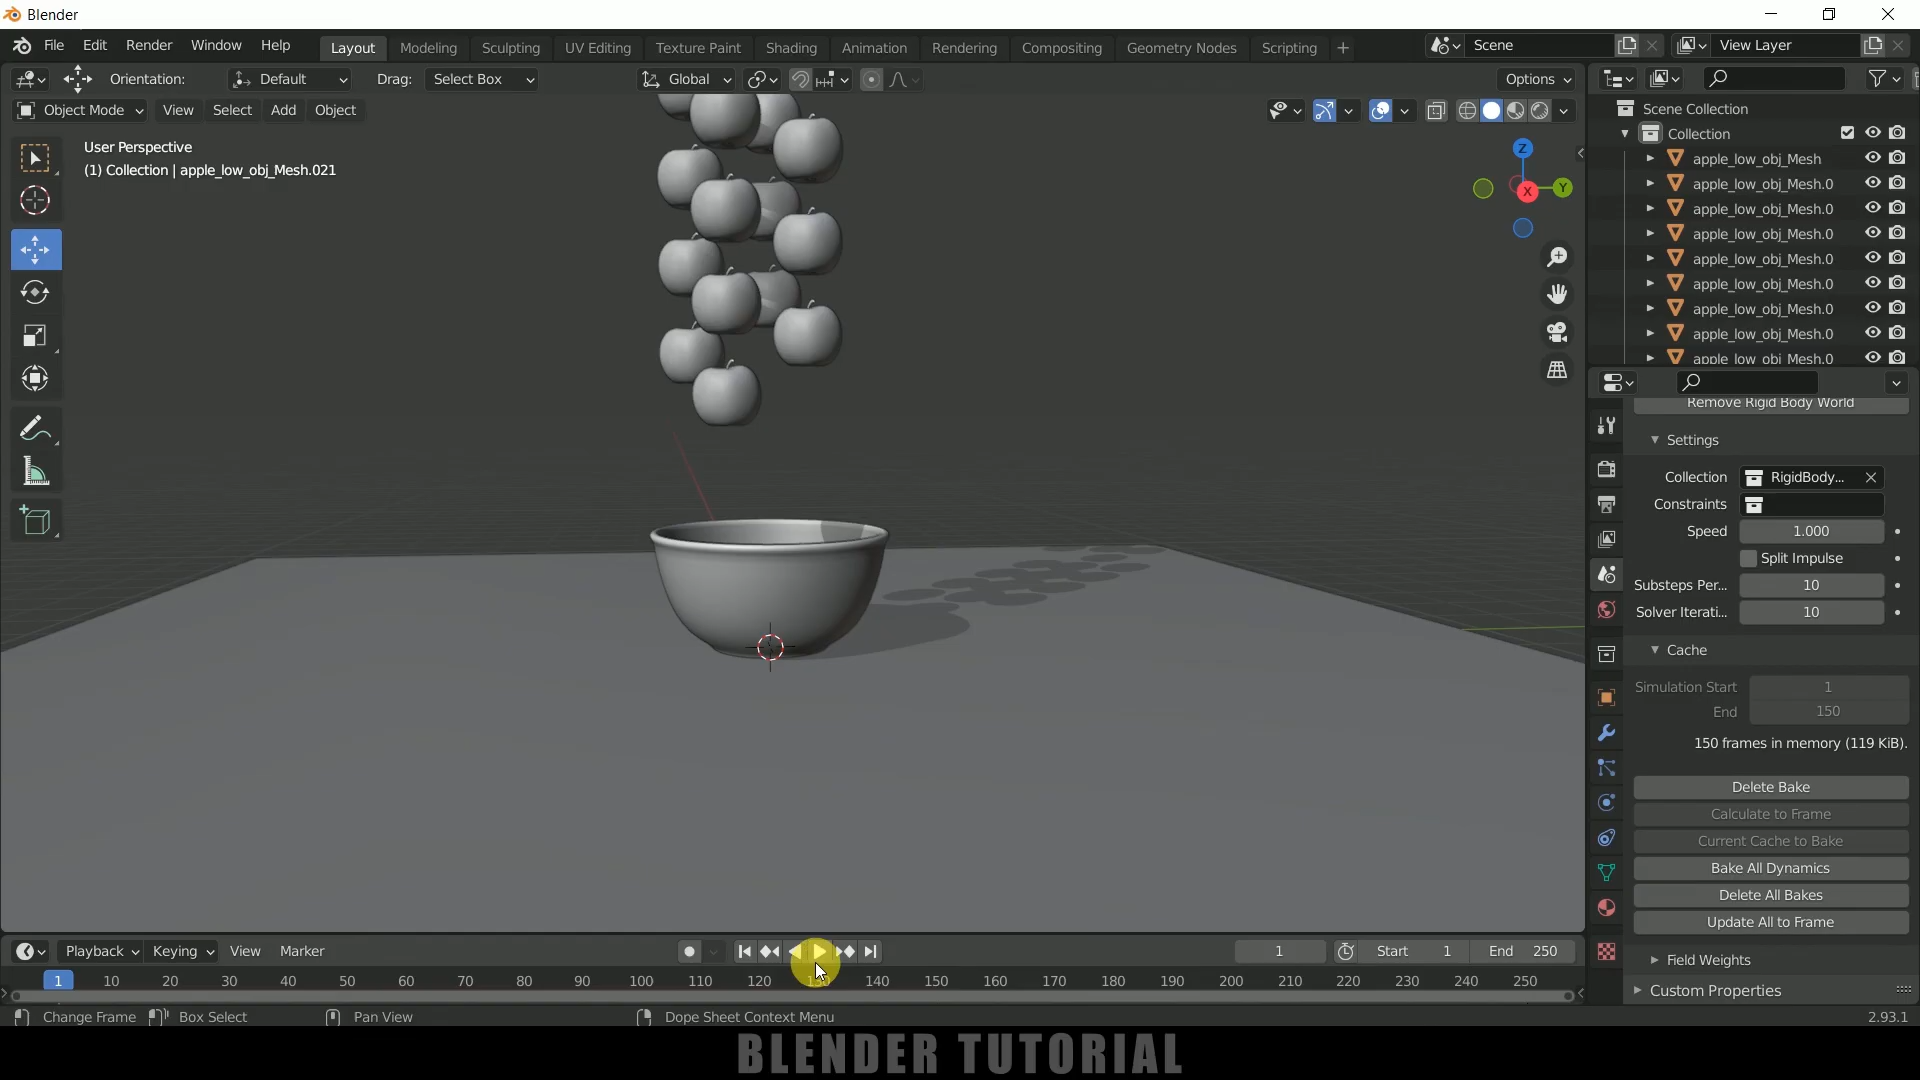 Blender
File Edit Render Window Help Layout Modeling Sculpting UV Editing Texture Paint Shading Animation Rendering Compositing Geometry Nodes Scripting + Scene View Layer
Orientation: Default Drag: Select Box Global Options
Object Mode View Select Add Object
User Perspective
(1) Collection | apple_low_obj_Mesh.021
Z
X
Y
Scene Collection
Collection
apple_low_obj_Mesh
apple_low_obj_Mesh.0
apple_low_obj_Mesh.0
apple_low_obj_Mesh.0
apple_low_obj_Mesh.0
apple_low_obj_Mesh.0
apple_low_obj_Mesh.0
apple_low_obj_Mesh.0
apple_low_obj_Mesh.0
Remove Rigid Body World
Settings
Collection RigidBody...
Constraints
Speed 1.000
Split Impulse
Substeps Per... 10
Solver Iterati... 10
Cache
Simulation Start 1
End 150
150 frames in memory (119 KiB).
Delete Bake
Calculate to Frame
Current Cache to Bake
Bake All Dynamics
Delete All Bakes
Update All to Frame
Field Weights
Custom Properties
Playback Keying View Marker 1 Start 1 End 250
1 10 20 30 40 50 60 70 80 90 100 110 120 130 140 150 160 170 180 190 200 210 220 230 240 250
Change Frame Box Select Pan View Dope Sheet Context Menu 2.93.1
BLENDER TUTORIAL